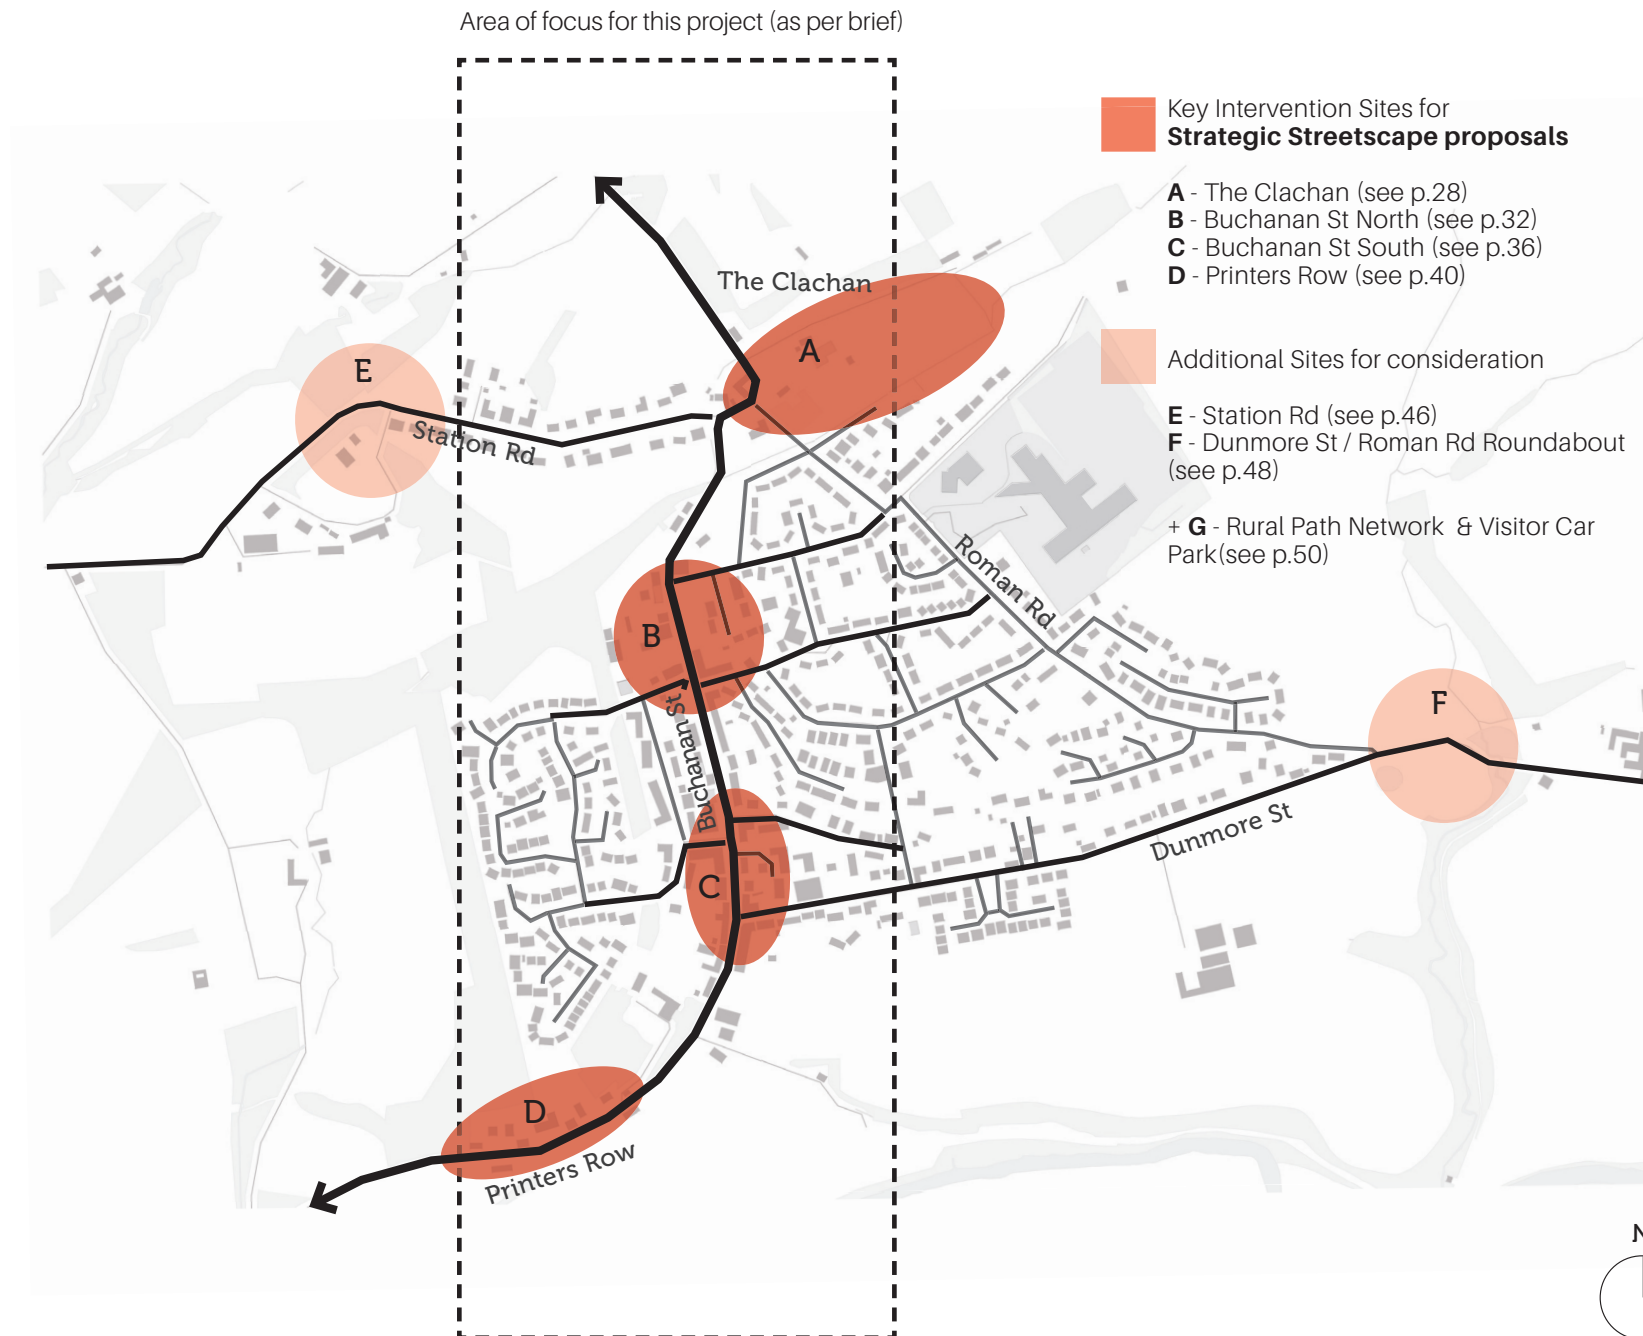 Area of focus for this project (as per brief)
Key Intervention Sites for
Strategic Streetscape proposals
A - The Clachan (see p.28)
B - Buchanan St North (see p.32)
C - Buchanan St South (see p.36)
D - Printers Row (see p.40)
Additional Sites for consideration
E - Station Rd (see p.46)
F - Dunmore St / Roman Rd Roundabout
(see p.48)
+ G - Rural Path Network & Visitor Car
Park(see p.50)
The Clachan
A
E
Station Rd
Roman Rd
B
Buchanan St
F
Dunmore St
C
D
Printers Row
N